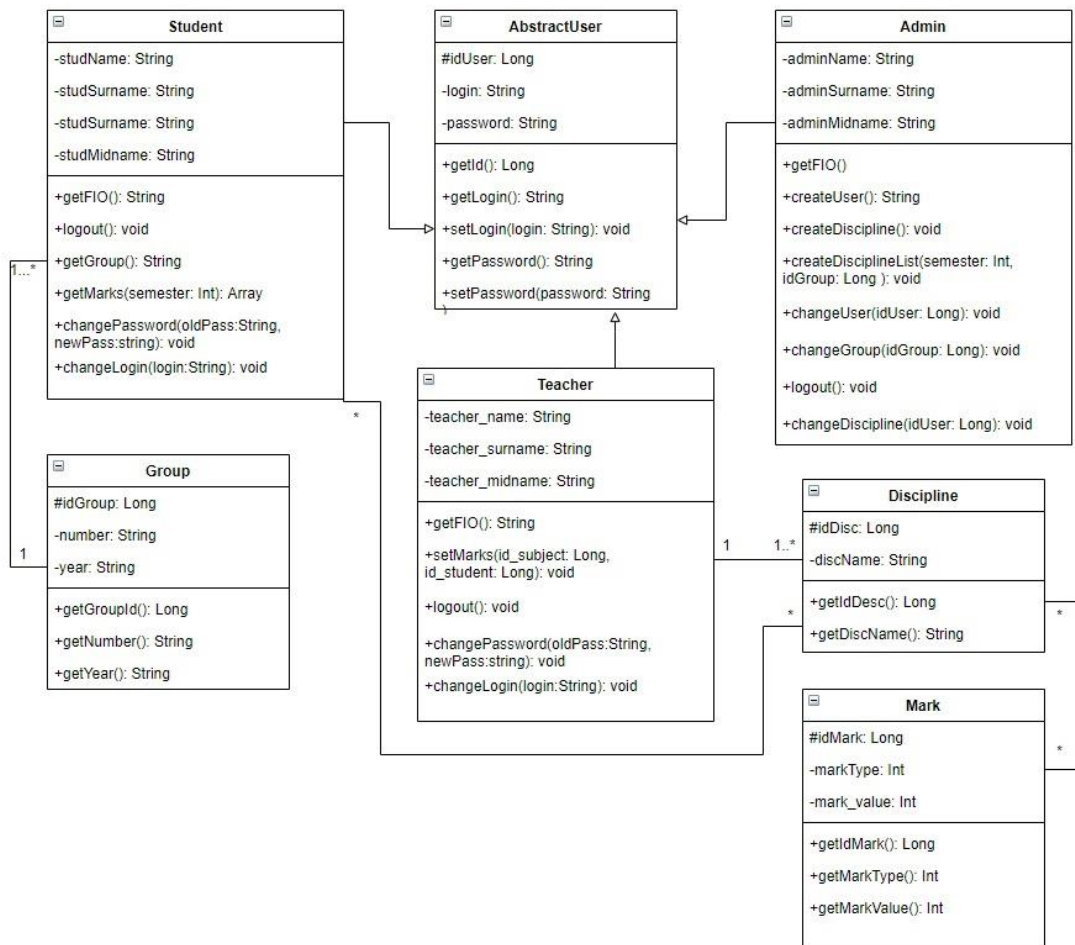 Student
-studName: String
-studSurname: String
-studSurname: String
-studMidname: String
+getFIO(): String
+logout(): void
+getGroup(): String
+getMarks(semester: Int): Array
+changePassword(oldPass:String,
newPass:string): void
+changeLogin(login:String): void
1...*
*
AbstractUser
#idUser: Long
-login: String
-password: String
+getId(): Long
+getLogin(): String
+setLogin(login: String): void
+getPassword(): String
+setPassword(password: String
)
Admin
-adminName: String
-adminSurname: String
-adminMidname: String
+getFIO()
+createUser(): String
+createDiscipline(): void
+createDisciplineList(semester: Int,
idGroup: Long ): void
+changeUser(idUser: Long): void
+changeGroup(idGroup: Long): void
+logout(): void
+changeDiscipline(idUser: Long): void
Group
#idGroup: Long
-number: String
-year: String
+getGroupId(): Long
+getNumber(): String
+getYear(): String
1
Teacher
-teacher_name: String
-teacher_surname: String
-teacher_midname: String
+getFIO(): String
+setMarks(id_subject: Long,
id_student: Long): void
+logout(): void
+changePassword(oldPass:String,
newPass:string): void
+changeLogin(login:String): void
1
1..*
*
Discipline
#idDisc: Long
-discName: String
+getIdDesc(): Long
+getDiscName(): String
*
Mark
#idMark: Long
-markType: Int
-mark_value: Int
+getIdMark(): Long
+getMarkType(): Int
+getMarkValue(): Int
*